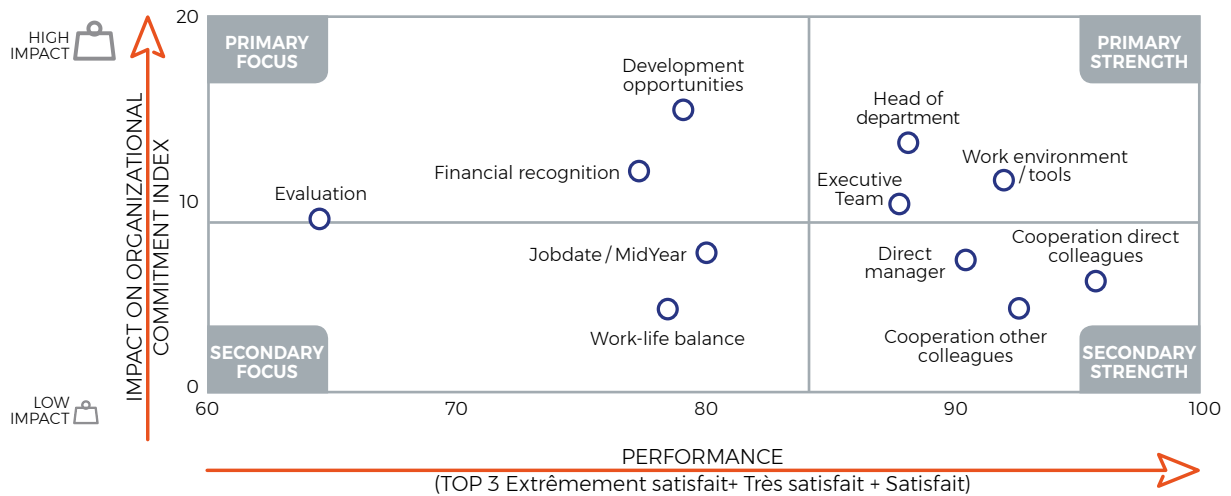 HIGH
IMPACT
LOW
IMPACT
IMPACT ON ORGANIZATIONAL
COMMITMENT INDEX
20
10
0
PRIMARY
FOCUS
PRIMARY
STRENGTH
Development
opportunities
Head of
department
Financial recognition
Work environment
/ tools
Evaluation
Executive
Team
Jobdate / MidYear
Direct
manager
Cooperation direct
colleagues
Work-life balance
Cooperation other
colleagues
SECONDARY
FOCUS
SECONDARY
STRENGTH
60
70
80
90
100
PERFORMANCE
(TOP 3 Extrêmement satisfait+ Très satisfait + Satisfait)